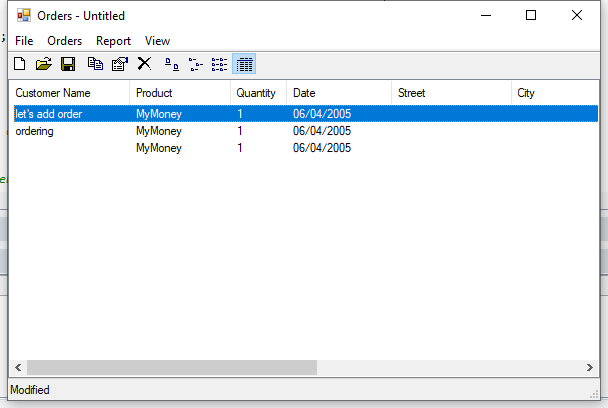 Orders - Untitled
File Orders Report View
Customer Name Product Quantity Date Street City
let's add order MyMoney 1 06/04/2005
ordering MyMoney 1 06/04/2005
MyMoney 1 06/04/2005
Modified